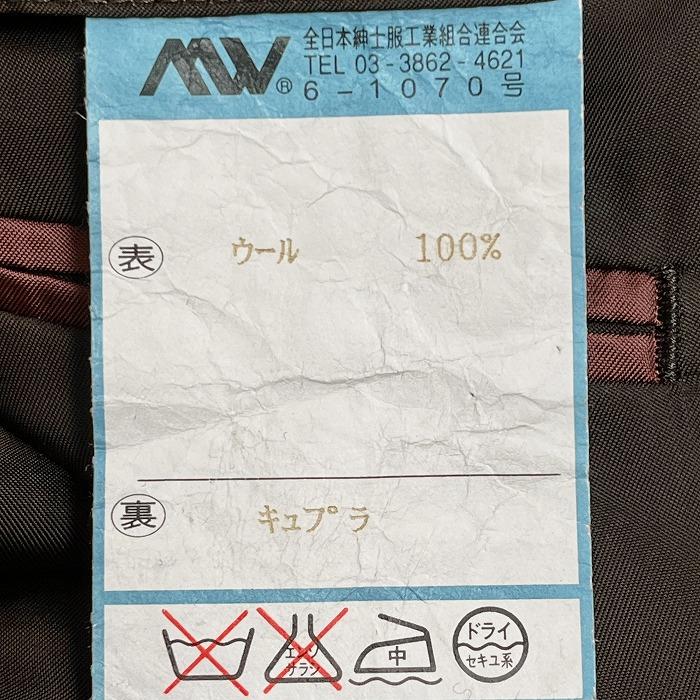 MW® 全日本紳士服工業組合連合会
TEL 03-3862-4621
6-1070号
表 ウール 100%
裏 キュプラ
エンソ
サラシ
中
ドライ
セキユ系